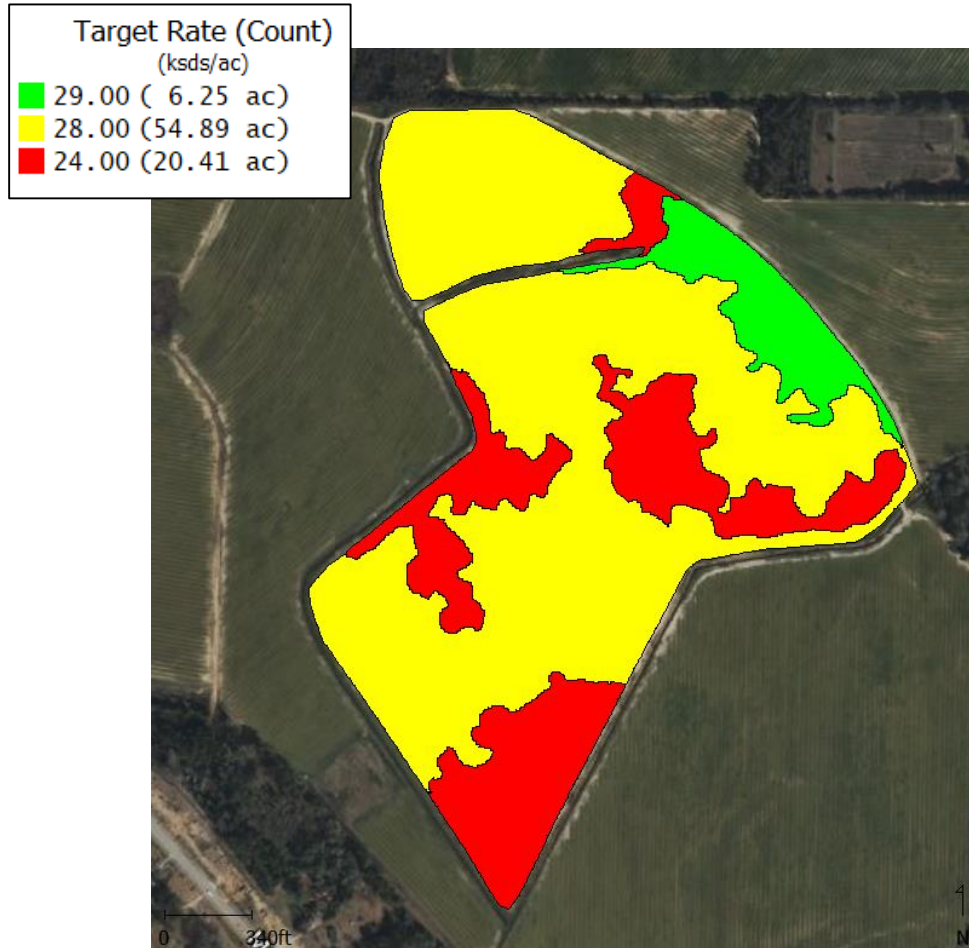 Target Rate (Count)
(ksds/ac)
29.00 ( 6.25 ac)
28.00 (54.89 ac)
24.00 (20.41 ac)
0 340ft
N